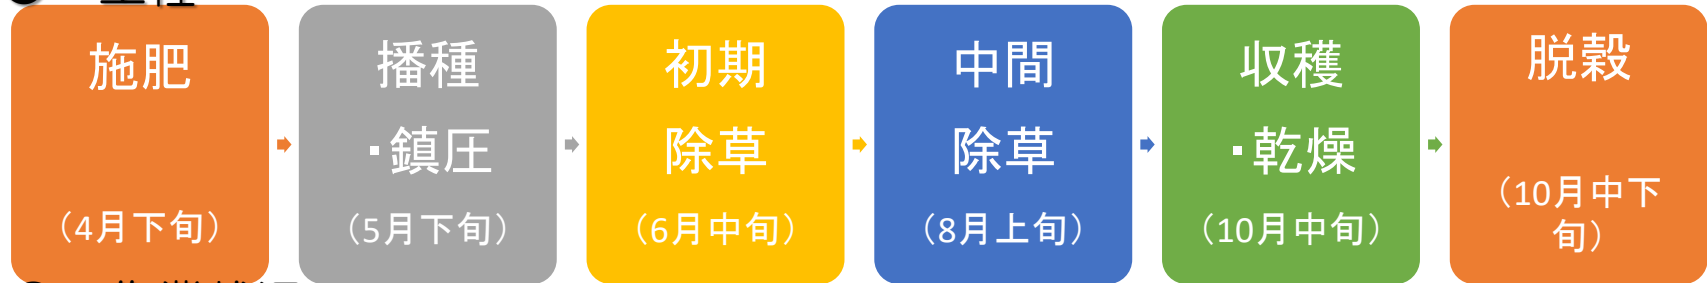 施肥
（4月下旬）
播種
・鎮圧
（5月下旬）
初期
除草
（6月中旬）
中間
除草
（8月上旬）
収穫
・乾燥
（10月中旬）
脱穀
（10月中下
旬）